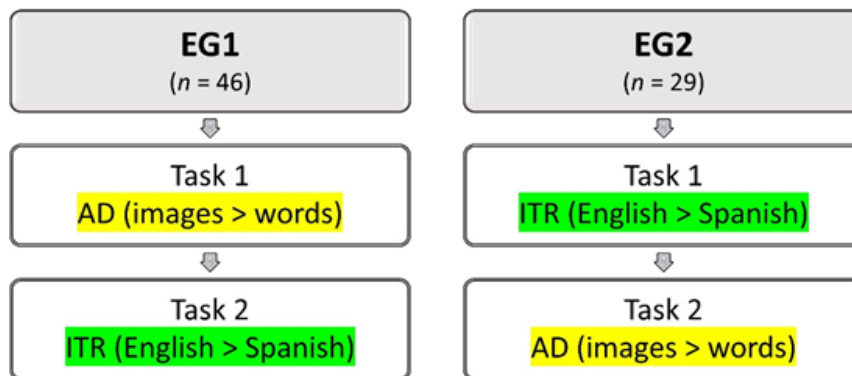 EG1
(n = 46)
Task 1
AD (images > words)
Task 2
ITR (English > Spanish)
EG2
(n = 29)
Task 1
ITR (English > Spanish)
Task 2
AD (images > words)